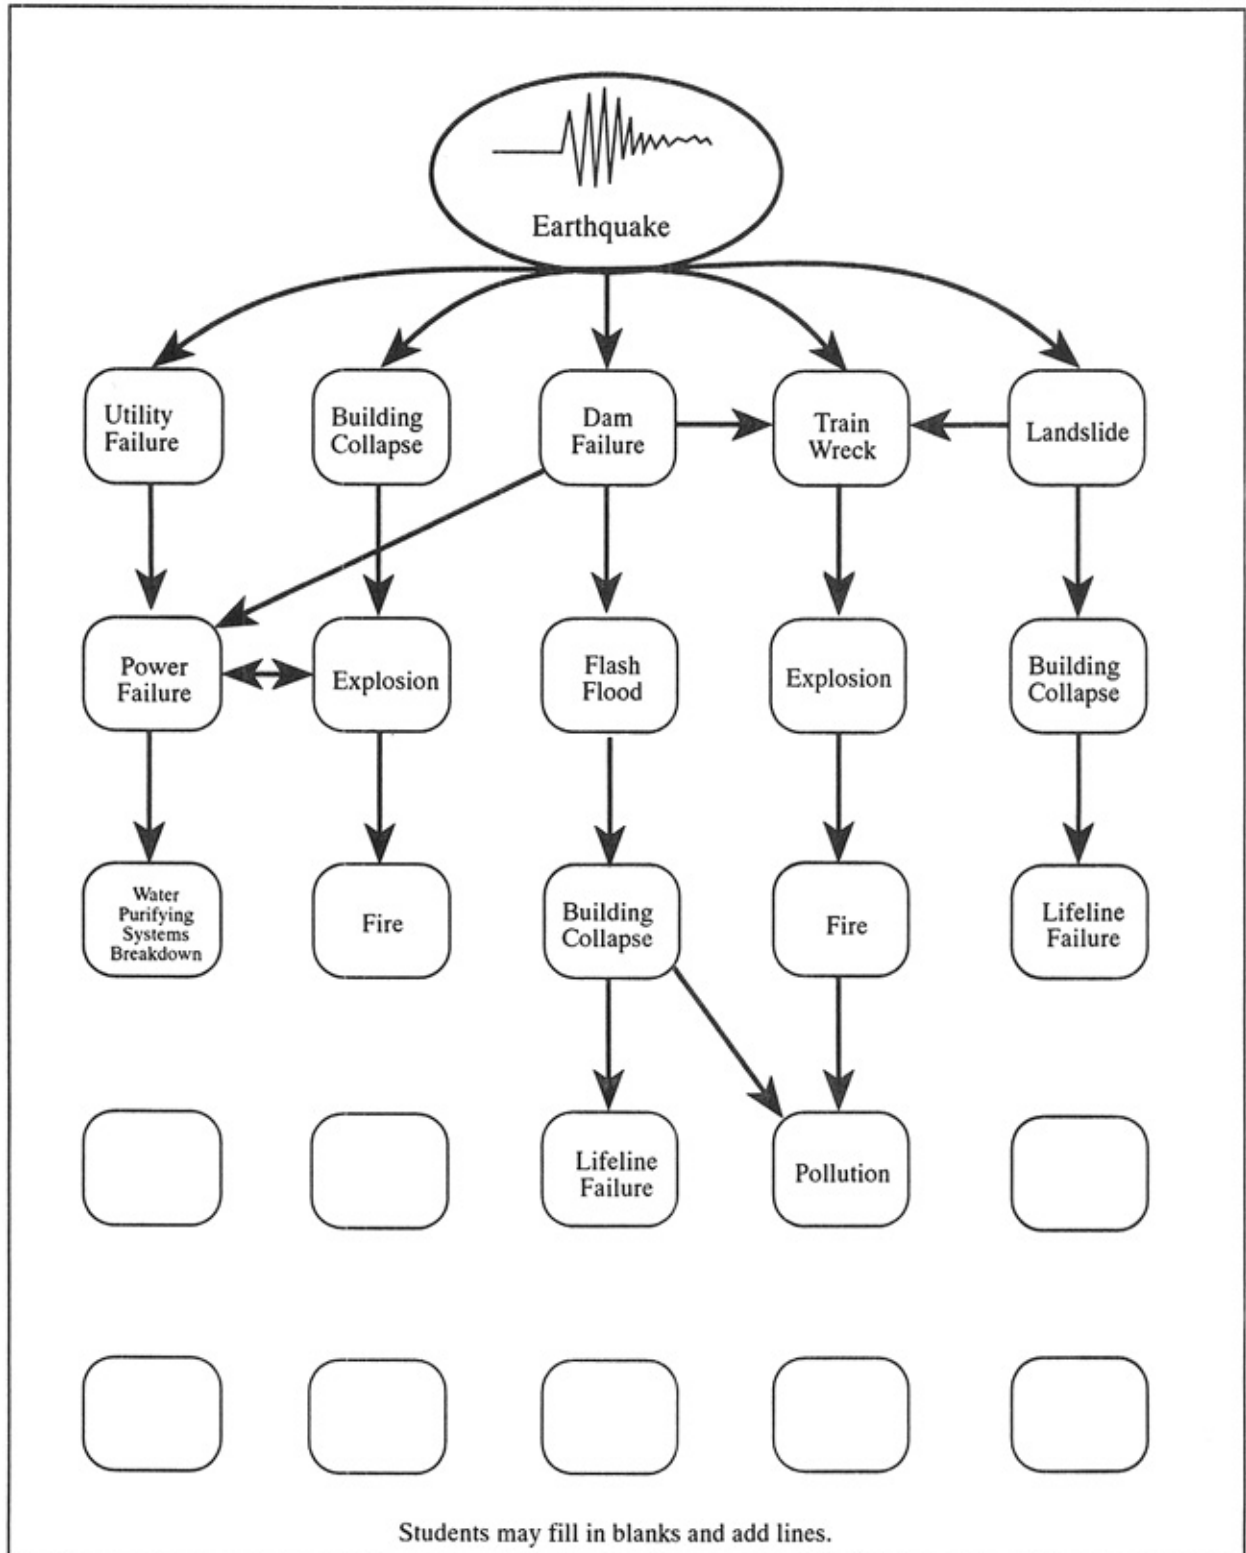 Earthquake
Utility
Failure
Building
Collapse
Dam
Failure
Train
Wreck
Landslide
Power
Failure
Explosion
Flash
Flood
Explosion
Building
Collapse
Water
Purifying
Systems
Breakdown
Fire
Building
Collapse
Fire
Lifeline
Failure
Lifeline
Failure
Pollution
Students may fill in blanks and add lines.